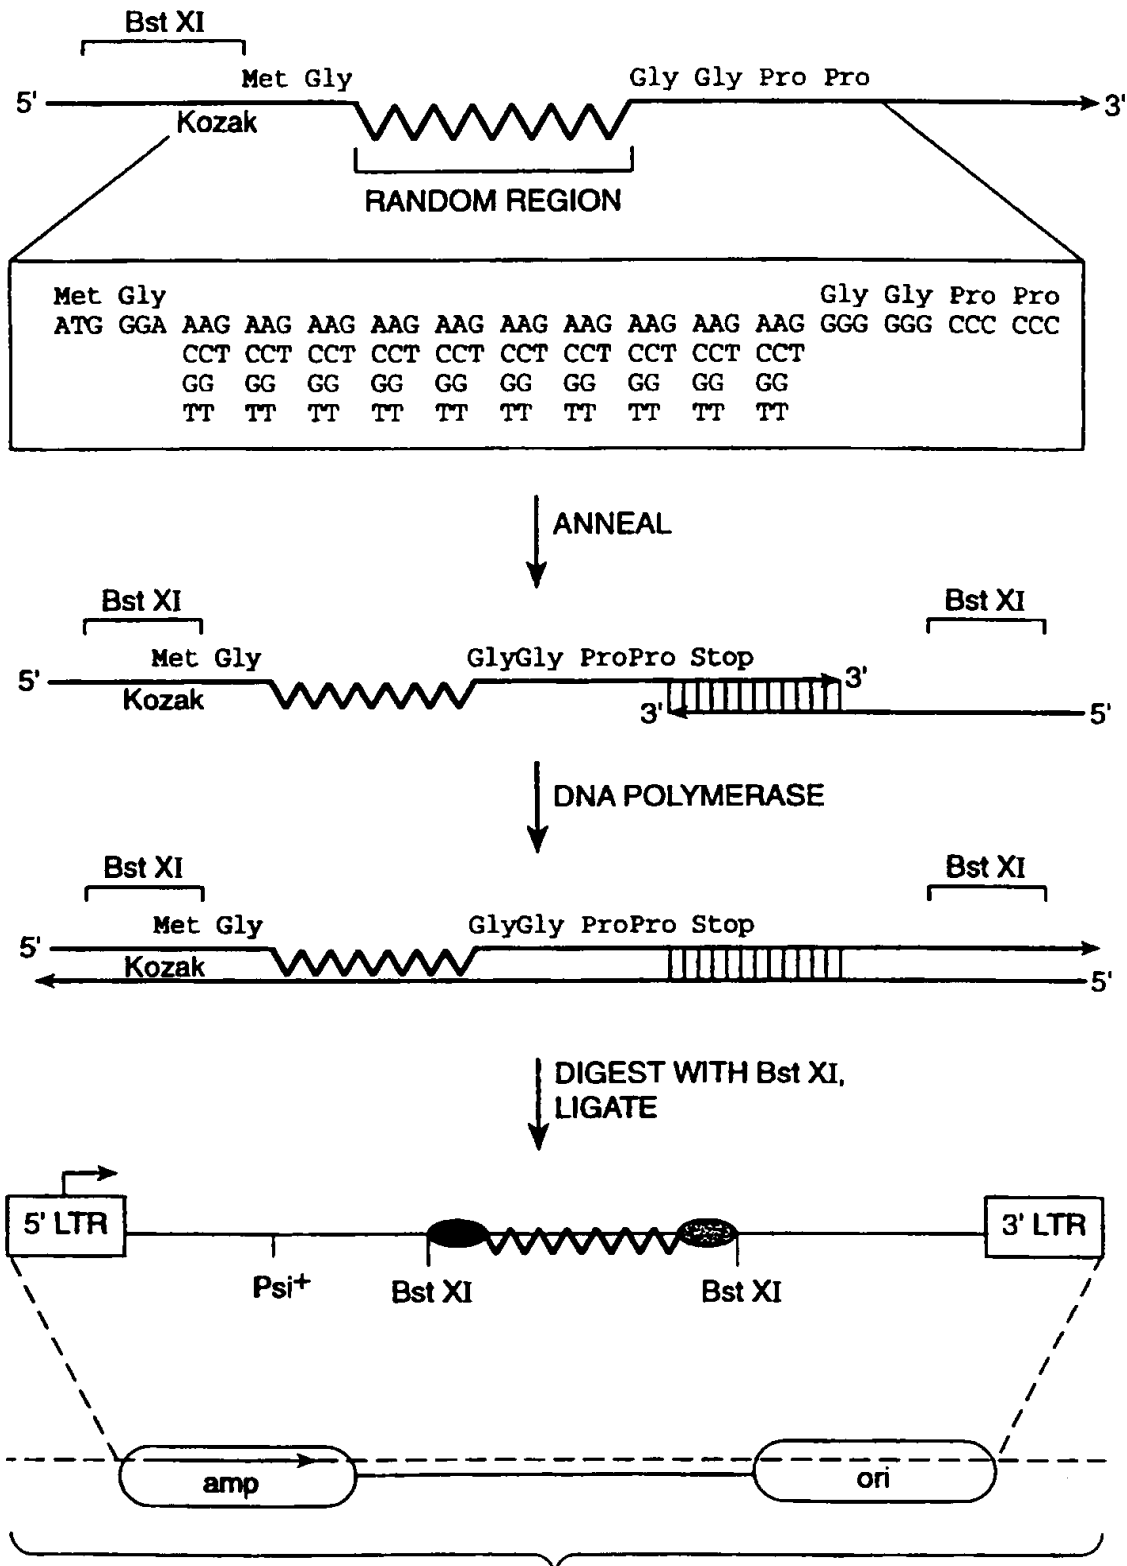 Bst XI
Met Gly Gly Gly Pro Pro
5' 3'
Kozak
RANDOM REGION
Met Gly Gly Gly Pro Pro
ATG GGA AAG AAG AAG AAG AAG AAG AAG AAG AAG AAG GGG GGG CCC CCC
CCT CCT CCT CCT CCT CCT CCT CCT CCT CCT
GG GG GG GG GG GG GG GG GG GG
TT TT TT TT TT TT TT TT TT TT
ANNEAL
Bst XI Bst XI
Met Gly GlyGly ProPro Stop
5' 3'
Kozak
3' 5'
DNA POLYMERASE
Bst XI Bst XI
Met Gly GlyGly ProPro Stop
5'
Kozak
5'
DIGEST WITH Bst XI,
LIGATE
5' LTR 3' LTR
Psi+ Bst XI Bst XI
amp ori